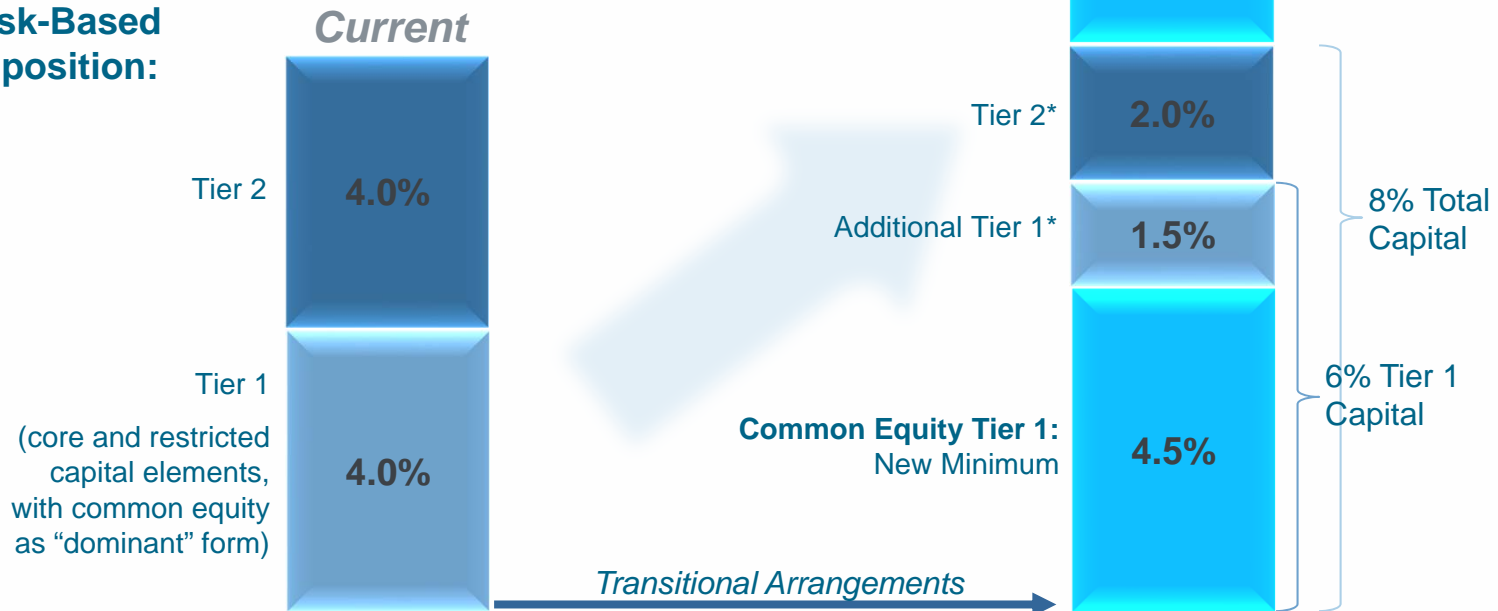 sk-Based
position:
Current
Tier 2
4.0%
Tier 1
(core and restricted
capital elements,
with common equity
as “dominant” form)
4.0%
Transitional Arrangements
Tier 2*
2.0%
Additional Tier 1*
1.5%
Common Equity Tier 1:
New Minimum
4.5%
8% Total
Capital
6% Tier 1
Capital